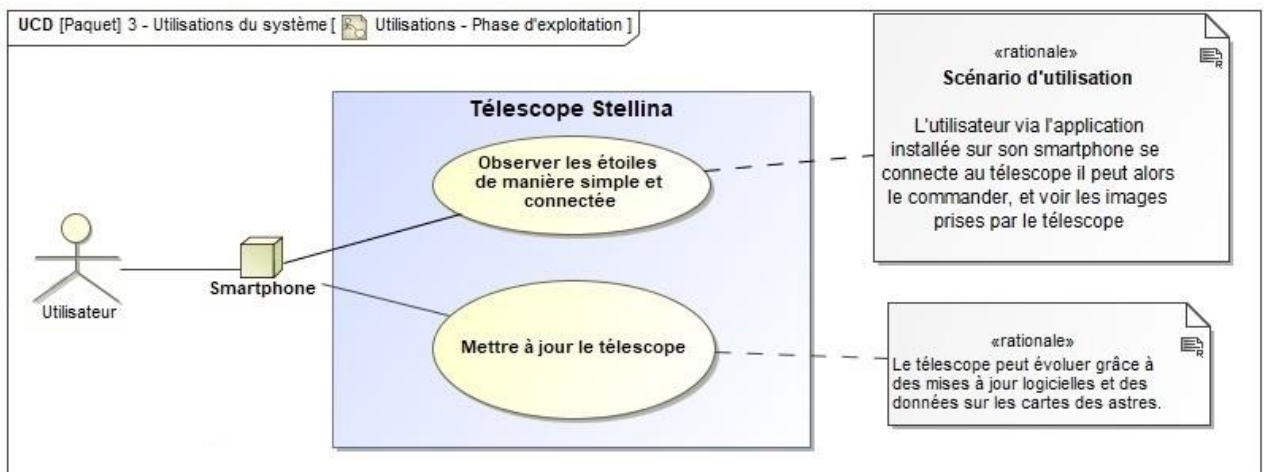 UCD [Paquet] 3 - Utilisations du système [ Utilisations - Phase d'exploitation ]
Télescope Stellina
Observer les étoiles
de manière simple et
connectée
Utilisateur
Smartphone
Mettre à jour le télescope
«rationale»
Scénario d'utilisation
L'utilisateur via l'application
installée sur son smartphone se
connecte au télescope il peut alors
le commander, et voir les images
prises par le télescope
«rationale»
Le télescope peut évoluer grâce à
des mises à jour logicielles et des
données sur les cartes des astres.